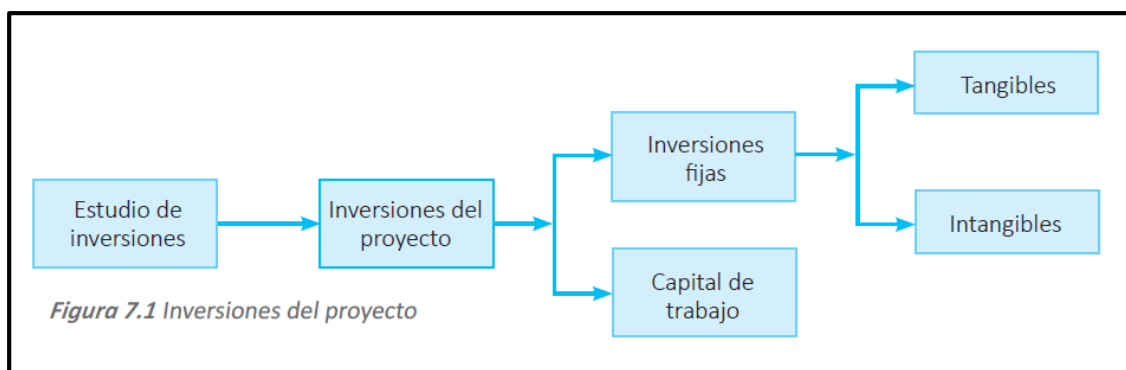 Estudio de
inversiones
Inversiones del
proyecto
Inversiones
fijas
Capital de
trabajo
Tangibles
Intangibles
Figura 7.1 Inversiones del proyecto